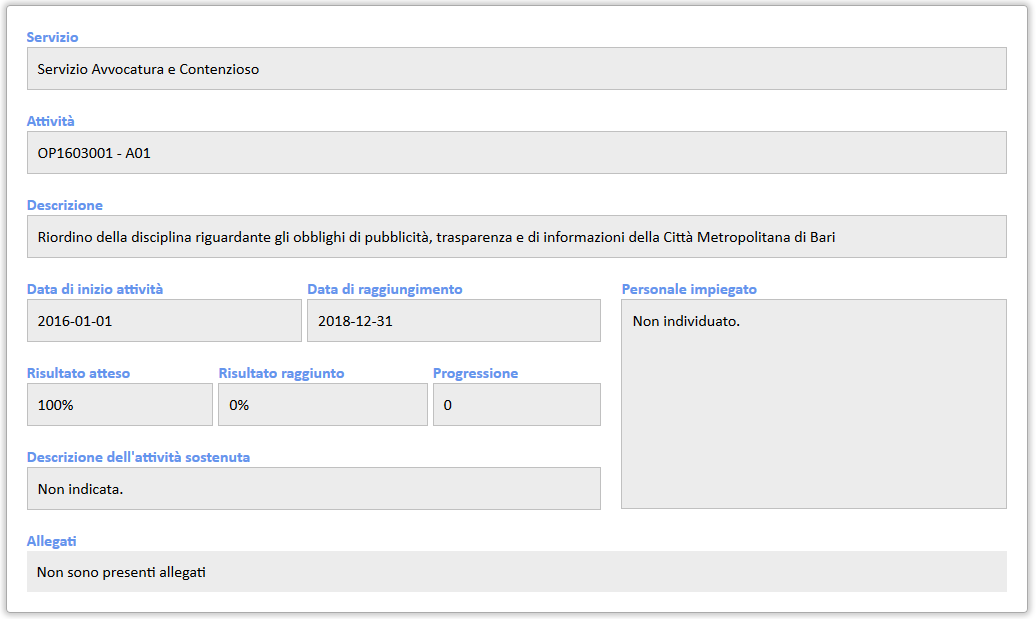 Servizio
Servizio Avvocatura e Contenzioso
Attività
OP1603001 - A01
Descrizione
Riordino della disciplina riguardante gli obblighi di pubblicità, trasparenza e di informazioni della Città Metropolitana di Bari
Data di inizio attività
2016-01-01
Data di raggiungimento
2018-12-31
Personale impiegato
Non individuato.
Risultato atteso
100%
Risultato raggiunto
0%
Progressione
0
Descrizione dell'attività sostenuta
Non indicata.
Allegati
Non sono presenti allegati